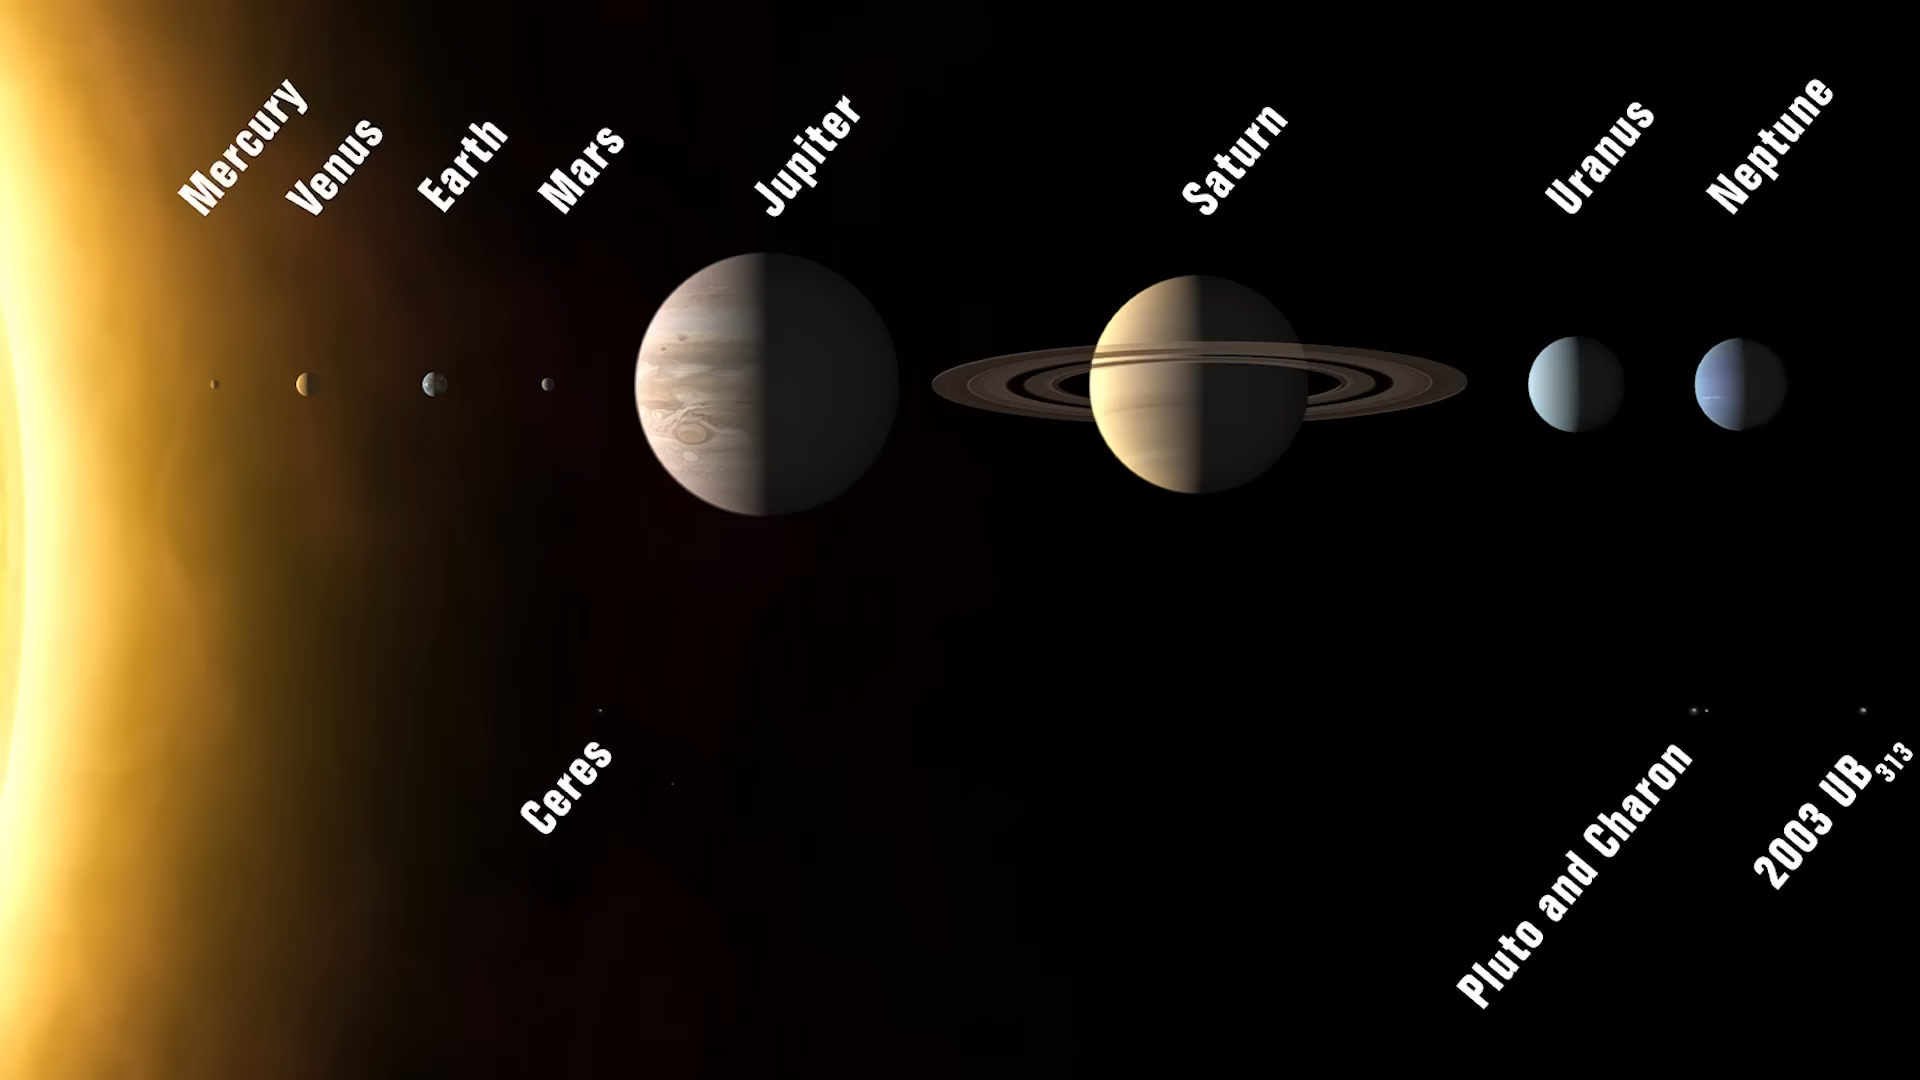 Mercury
Venus
Earth
Mars
Jupiter
Saturn
Uranus
Neptune
Ceres
Pluto and Charon
2003 UB313